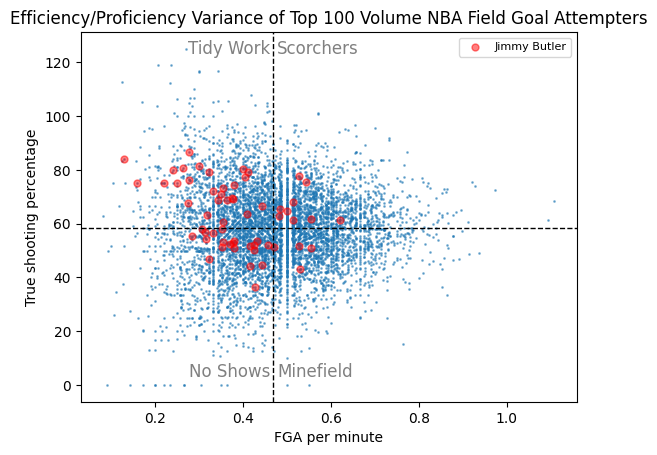 Efficiency/Proficiency Variance of Top 100 Volume NBA Field Goal Attempters
Tidy Work Scorchers
Jimmy Butler
120
100
80
60
40
20
0
True shooting percentage
No Shows Minefield
0.2 0.4 0.6 0.8 1.0
FGA per minute